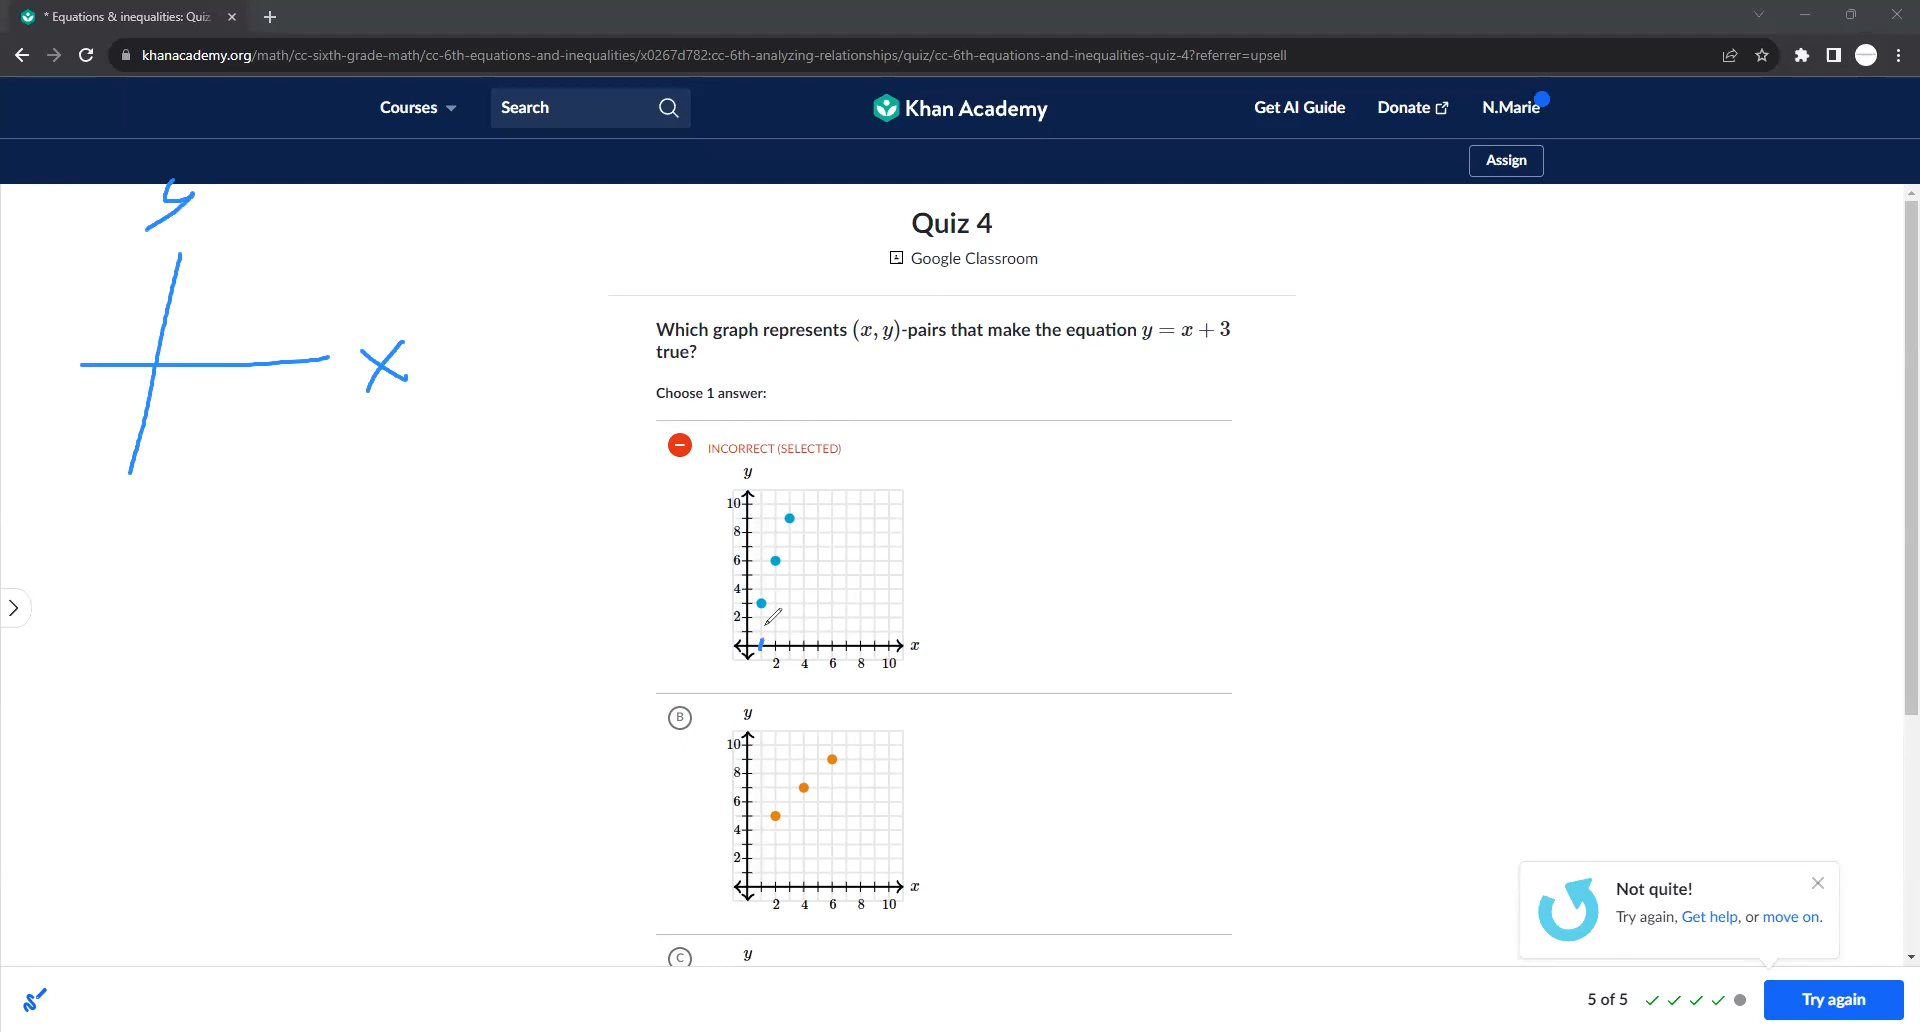 * Equations & inequalities: Quiz
khanacademy.org/math/cc-sixth-grade-math/cc-6th-equations-and-inequalities/x0267d782:cc-6th-analyzing-relationships/quiz/cc-6th-equations-and-inequalities-quiz-4?referrer=upsell
Courses
Search
Khan Academy
Get AI Guide
Donate
N.Marie
Assign
y
x
Quiz 4
Google Classroom
Which graph represents (x, y)-pairs that make the equation y = x + 3
true?
Choose 1 answer:
INCORRECT (SELECTED)
y
10
8
6
4
2
x
2 4 6 8 10
B
y
10
8
6
4
2
x
2 4 6 8 10
C
y
Not quite!
Try again, Get help, or move on.
5 of 5
Try again